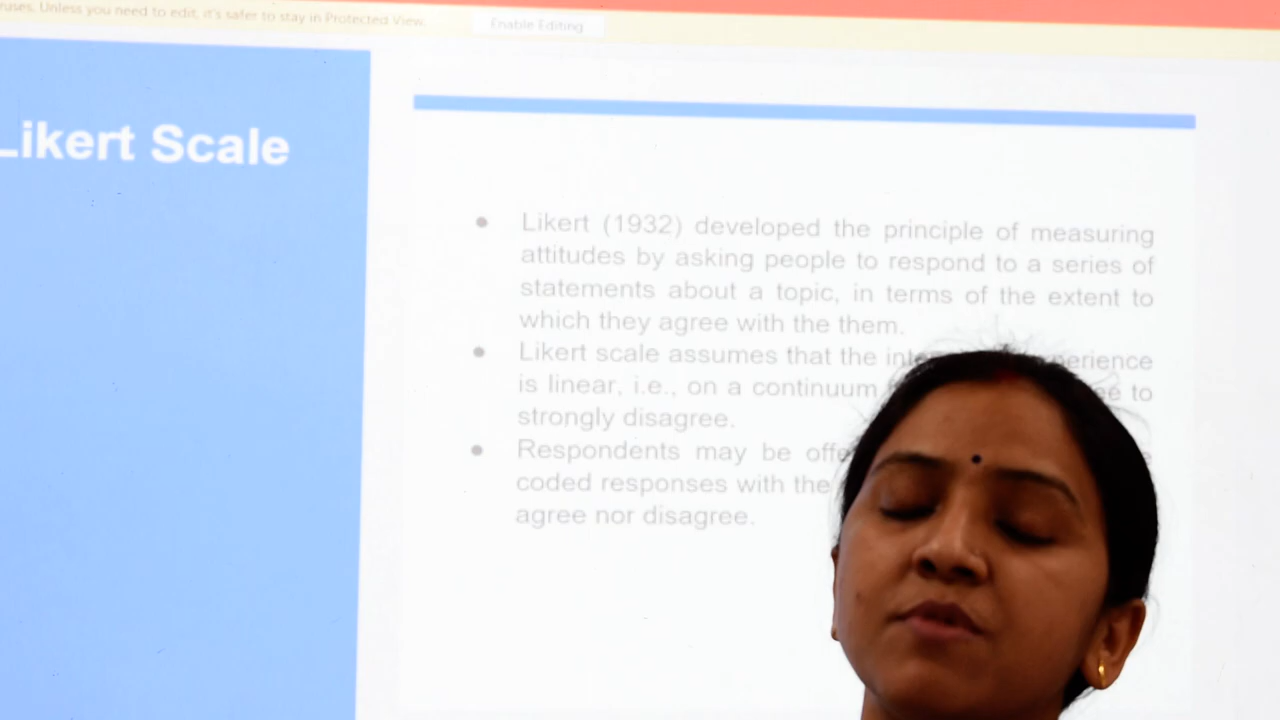 ruses. Unless you need to edit, it's safer to stay in Protected View. Enable Editing
Likert Scale
● Likert (1932) developed the principle of measuring
attitudes by asking people to respond to a series of
statements about a topic, in terms of the extent to
which they agree with the them.
● Likert scale assumes that the
is linear, i.e., on a continuum to
strongly disagree.
● Respondents may be
coded responses with the
agree nor disagree.